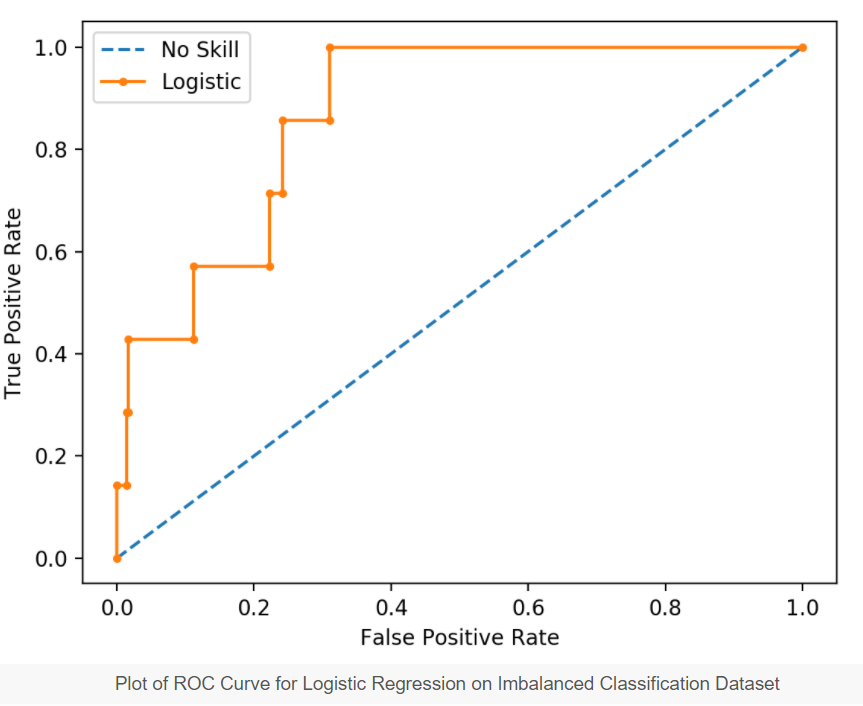 No Skill
Logistic
1.0
0.8
0.6
0.4
0.2
0.0
True Positive Rate
0.0 0.2 0.4 0.6 0.8 1.0
False Positive Rate
Plot of ROC Curve for Logistic Regression on Imbalanced Classification Dataset